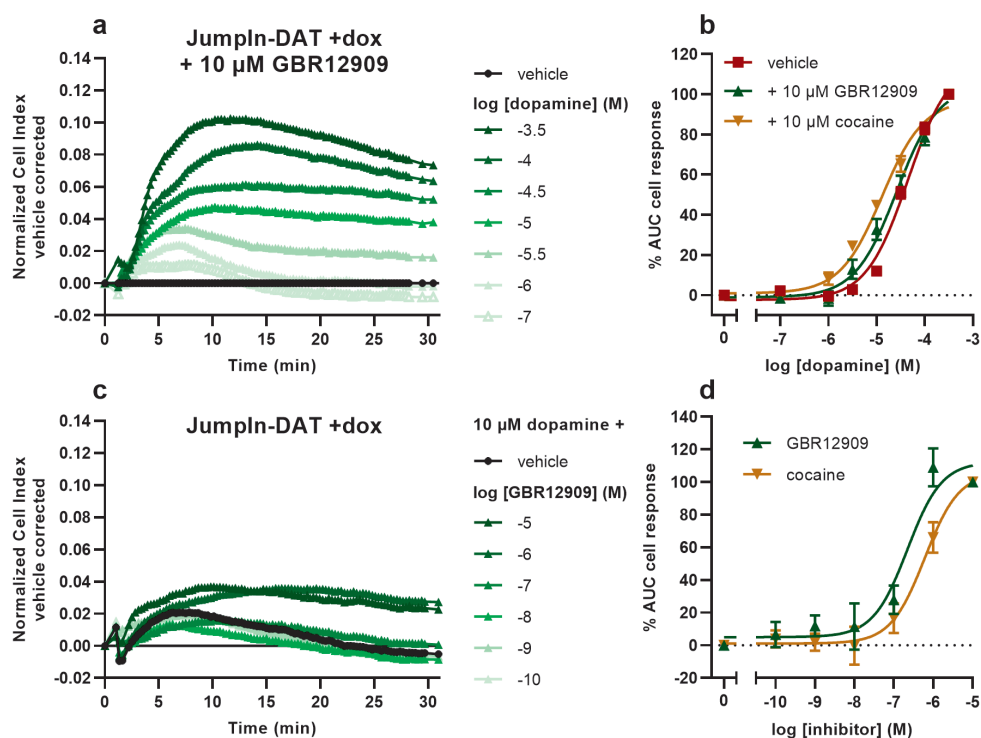 a
JumpIn-DAT +dox
+ 10 µM GBR12909
Normalized Cell Index
vehicle corrected
0.14
0.12
0.10
0.08
0.06
0.04
0.02
0.00
-0.02
0
5
10
15
20
25
30
Time (min)
vehicle
log [dopamine] (M)
-3.5
-4
-4.5
-5
-5.5
-6
-7
b
% AUC cell response
120
100
80
60
40
20
0
vehicle
+ 10 µM GBR12909
+ 10 µM cocaine
0
-7
-6
-5
-4
-3
log [dopamine] (M)
c
JumpIn-DAT +dox
Normalized Cell Index
vehicle corrected
0.14
0.12
0.10
0.08
0.06
0.04
0.02
0.00
-0.02
0
5
10
15
20
25
30
Time (min)
10 µM dopamine +
vehicle
log [GBR12909] (M)
-5
-6
-7
-8
-9
-10
d
% AUC cell response
140
120
100
80
60
40
20
0
-20
GBR12909
cocaine
0
-10
-9
-8
-7
-6
-5
log [inhibitor] (M)